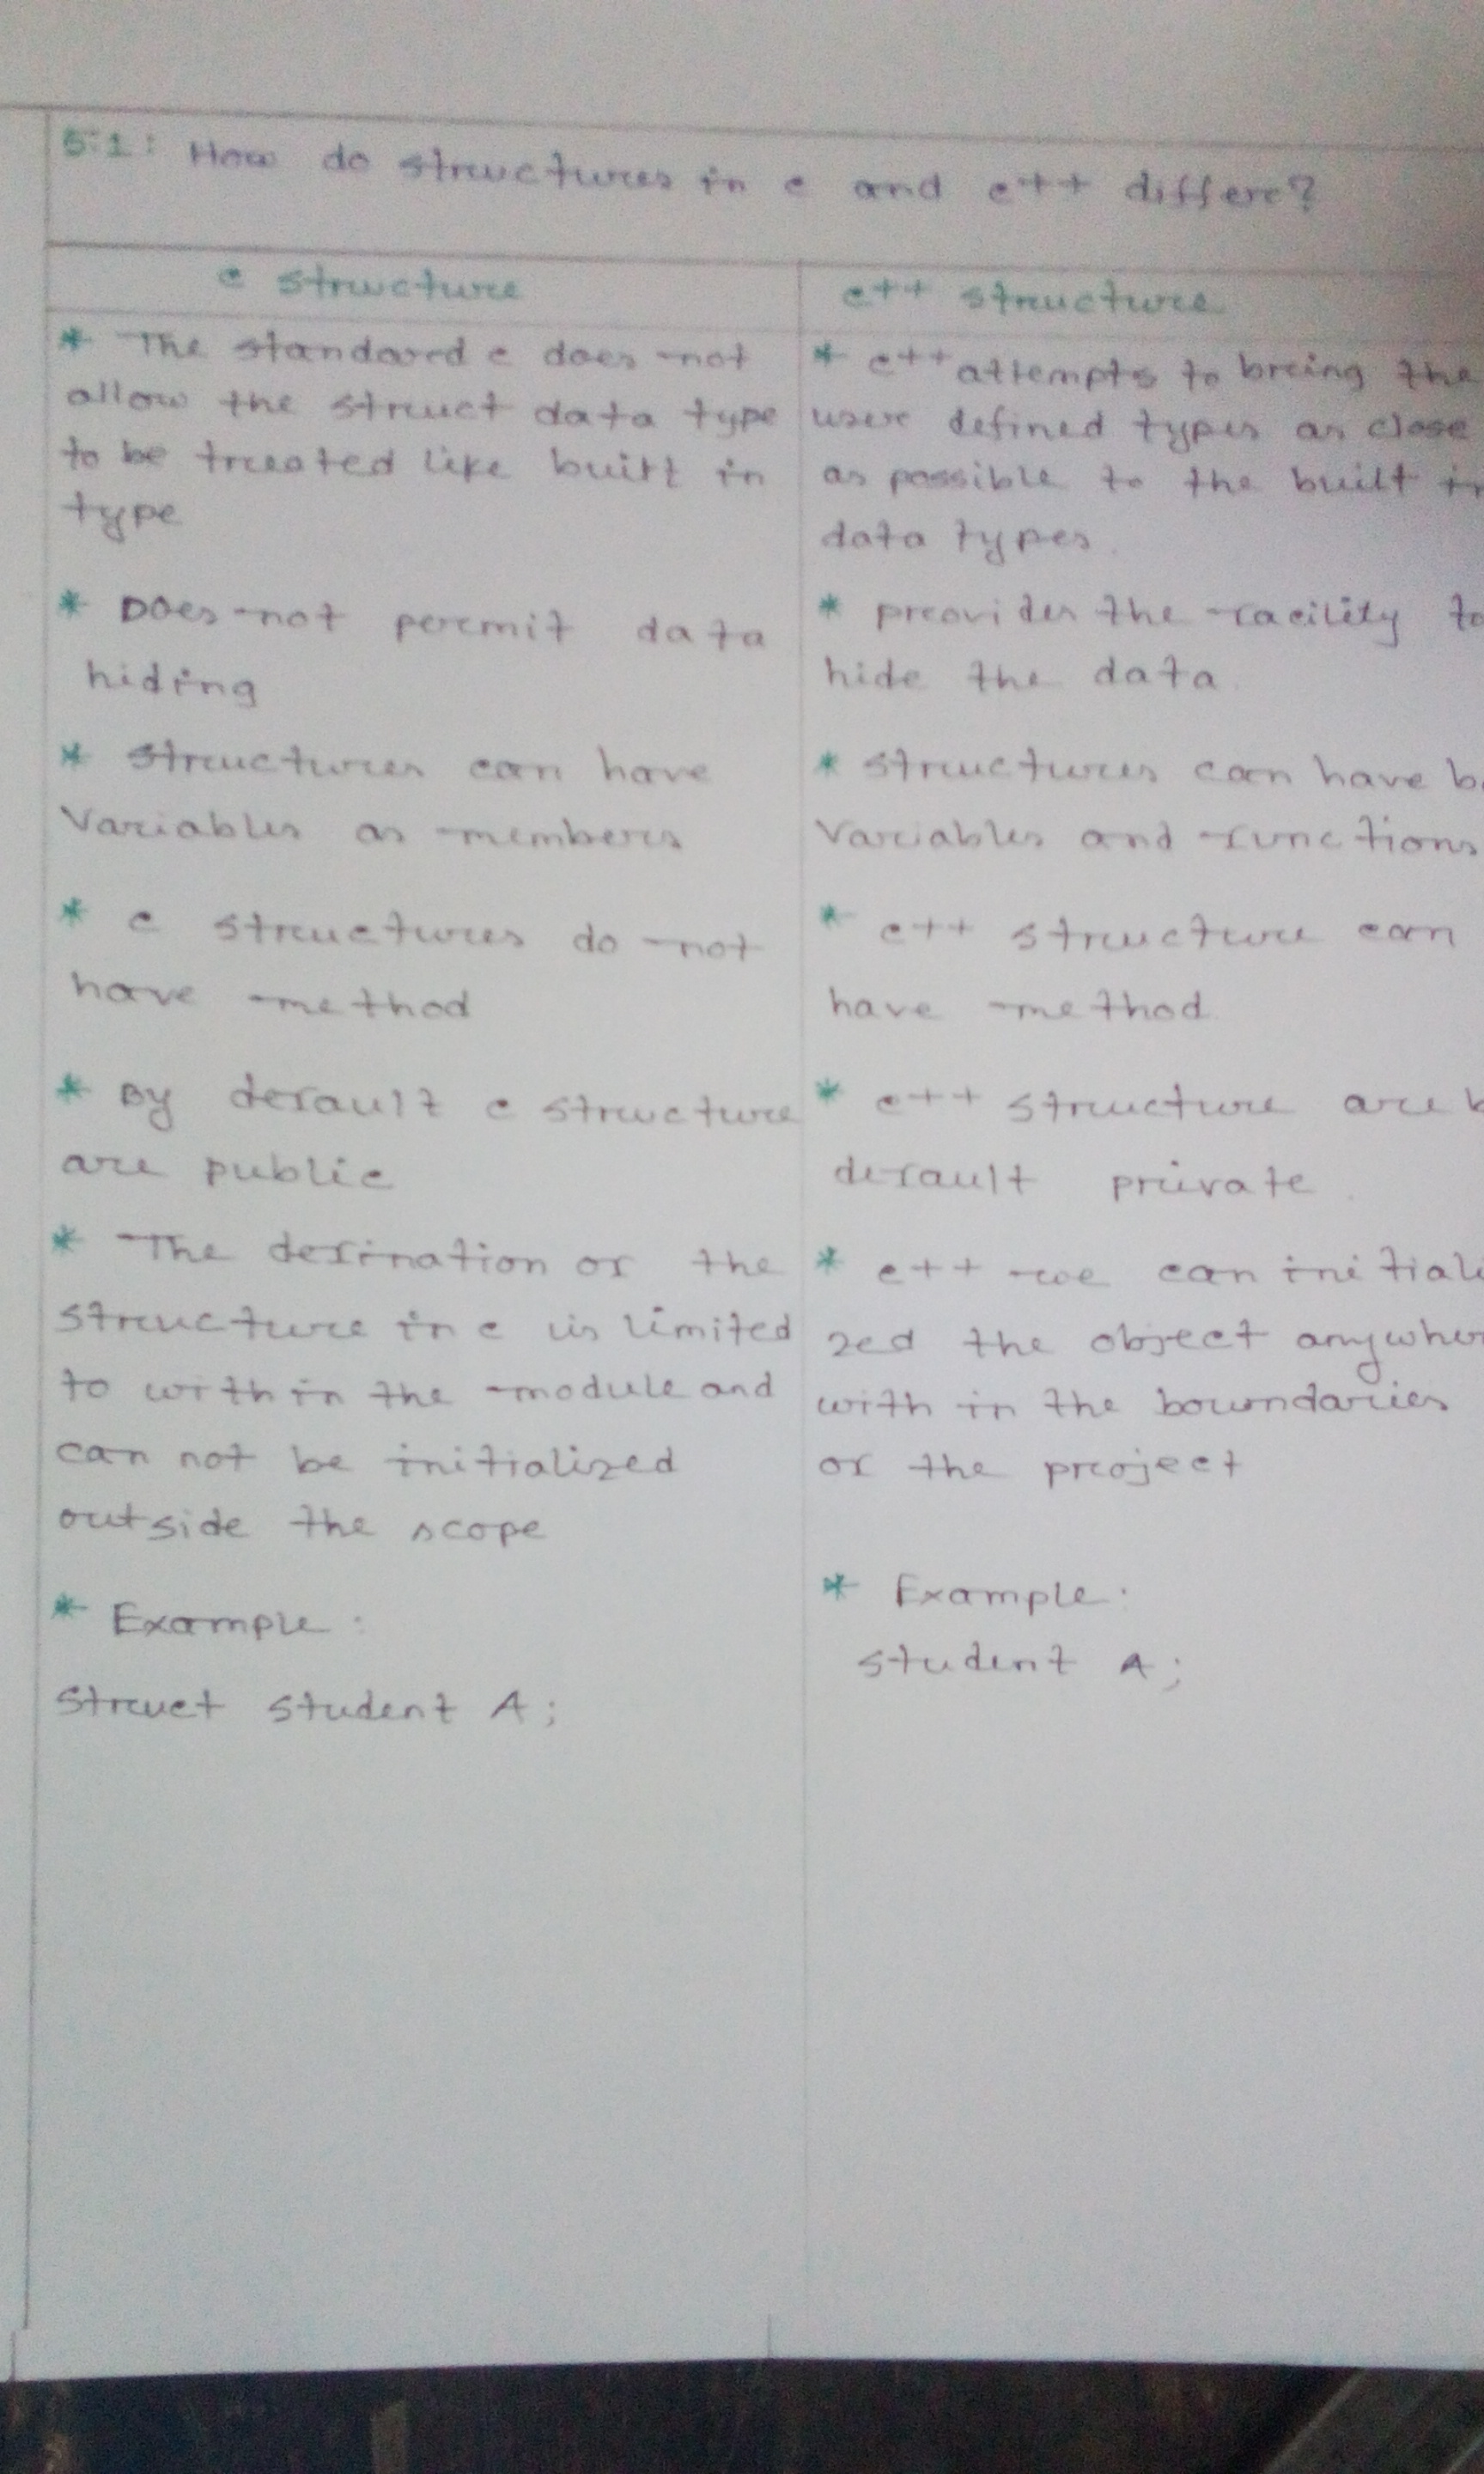 5.1: How do structures in c and c++ differ?
c structure
* The standard c does not
allow the struct data type
to be treated like built in
type
* Does not permit data
hiding
* structures can have
Variables as members
* c structures do not
have method
* By default c structure
are public
* The defination of the
structure in c is limited
to with in the module and
can not be initialized
outside the scope
* Example :
Struct student A;
c++ structure
* c++ attempts to bring the
user defined types as close
as possible to the built in
data types.
* provides the facility to
hide the data.
* structures can have
Variables and functions
* c++ structure can
have method.
* c++ structure are
default private.
* c++ we can initiali
zed the object
with in the boundaries
of the project
* Example :
student A;